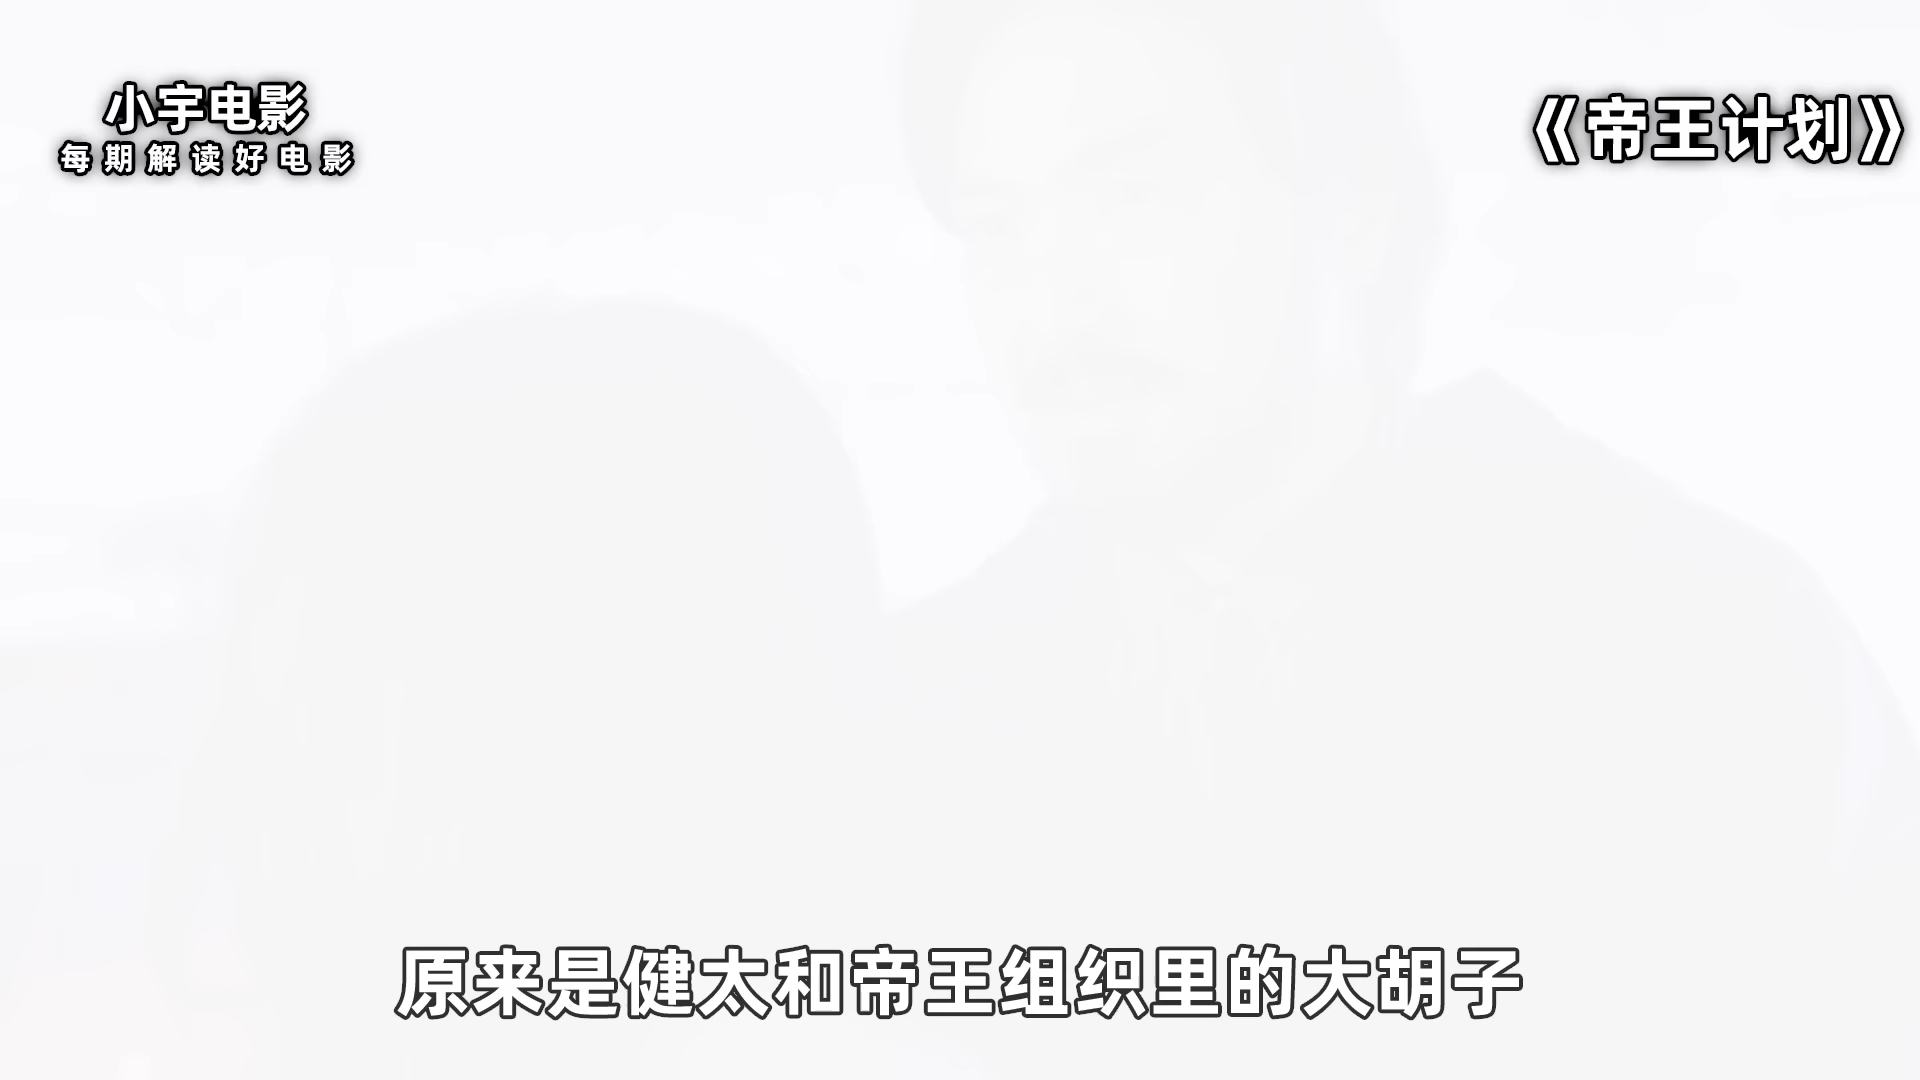 小宇电影
每期解读好电影
《帝王计划》
原来是健太和帝王组织里的大胡子